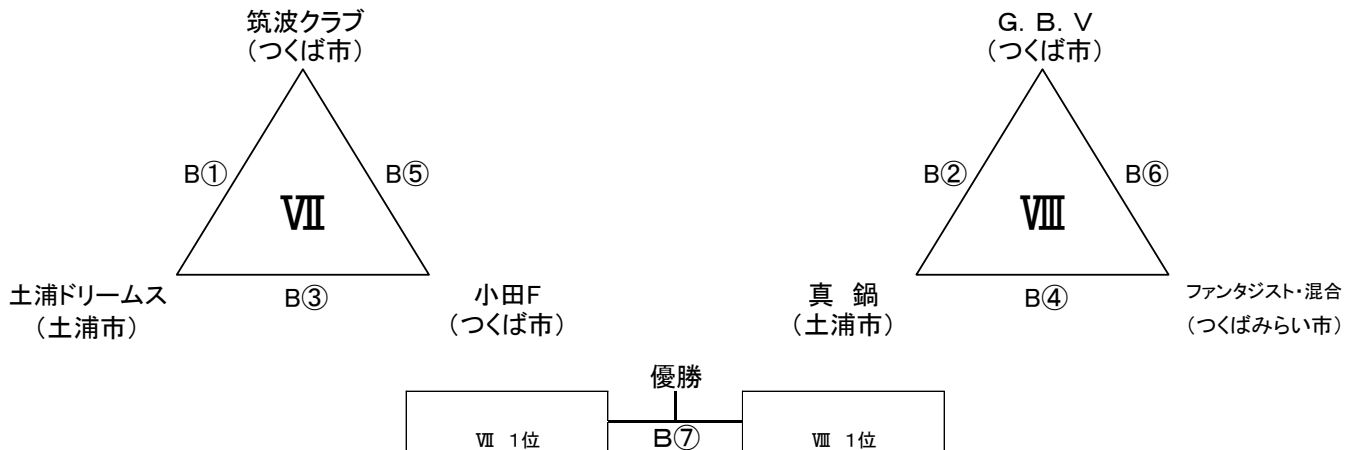 筑波クラブ
(つくば市)
B①
B⑤
Ⅶ
土浦ドリームス
(土浦市)
B③
小田F
(つくば市)
G. B. V
(つくば市)
B②
B⑥
Ⅷ
真 鍋
(土浦市)
B④
ファンタジスト・混合
(つくばみらい市)
優勝
Ⅶ 1位
B⑦
Ⅷ 1位